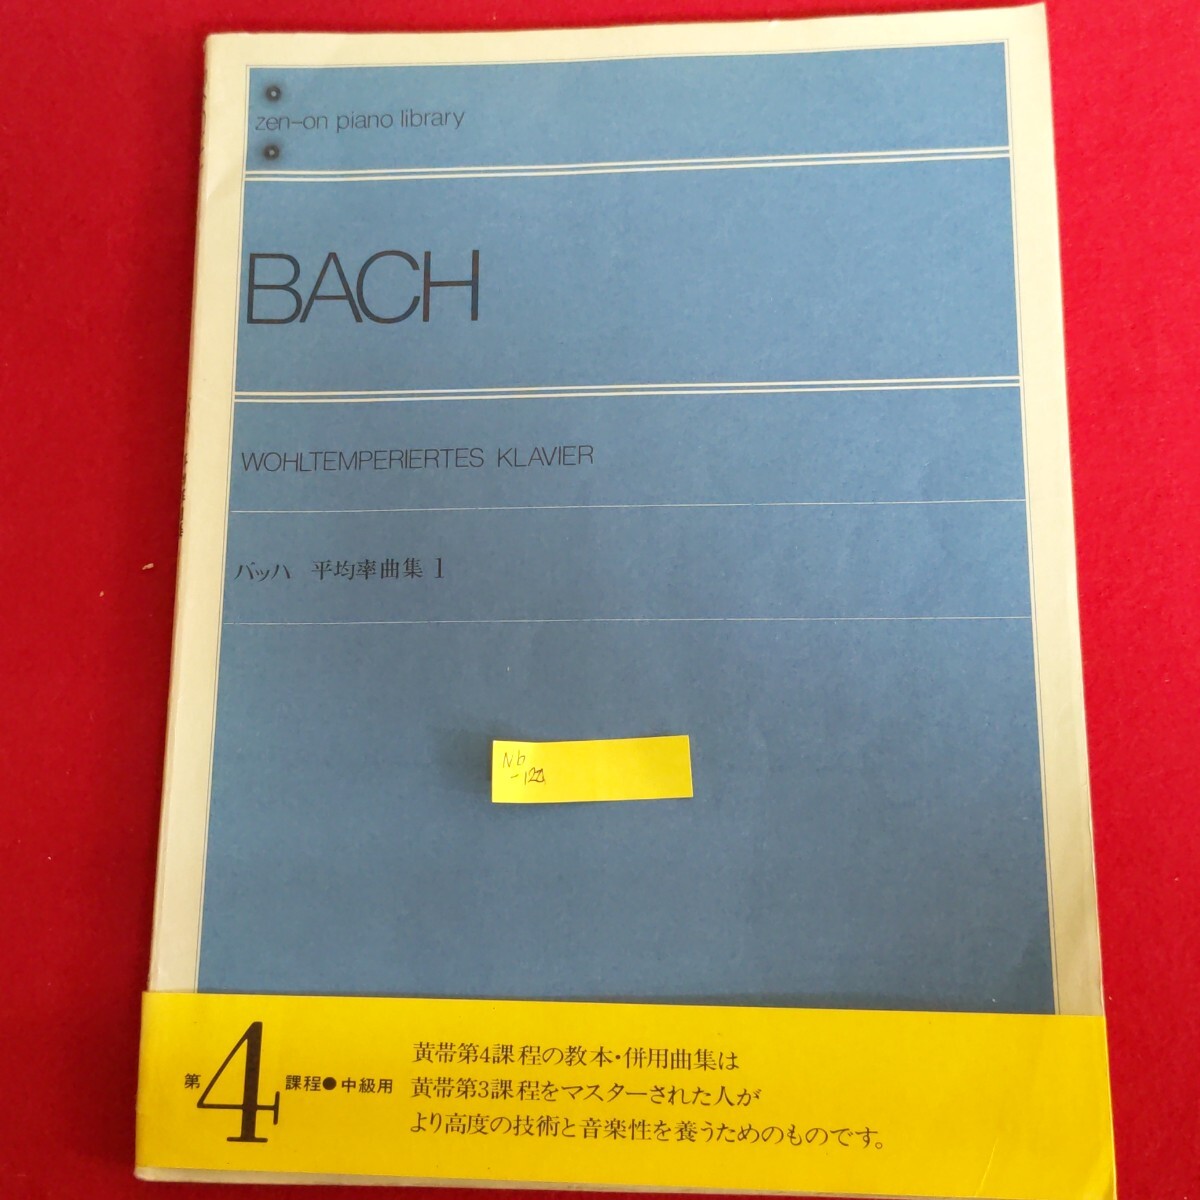 zen-on piano library
BACH
WOHLTEMPERIERTES KLAVIER
バッハ 平均率曲集 1
Nb
第4課程●中級用
黄帯第4課程の教本・併用曲集は
黄帯第3課程をマスターされた人が
より高度の技術と音楽性を養うためのものです。